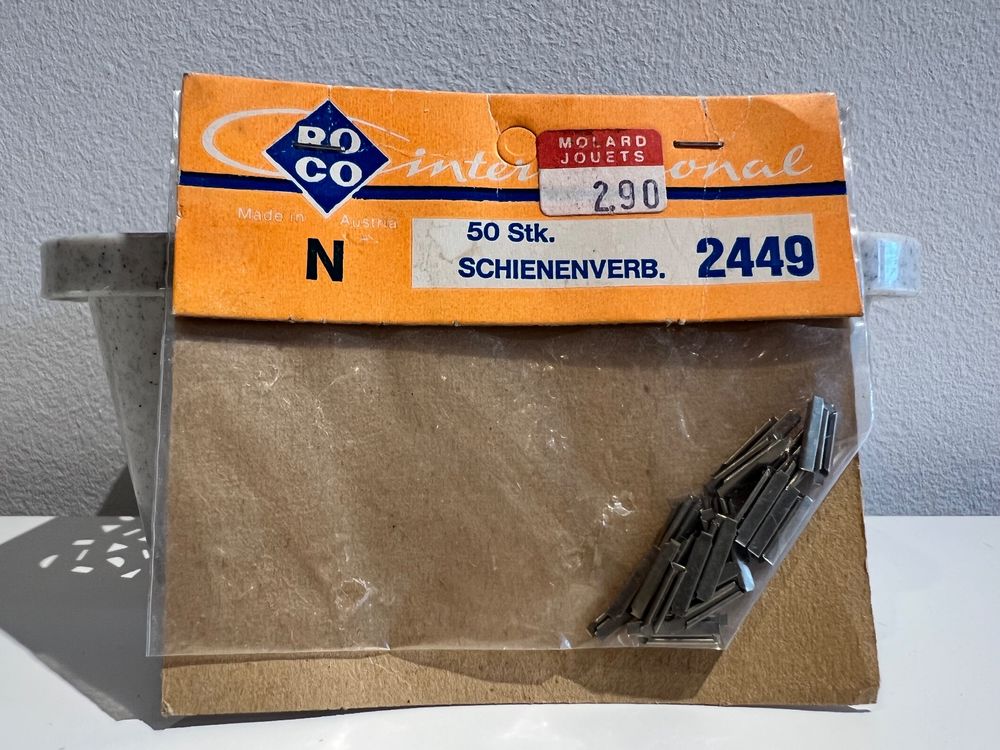 RO
CO
international
MOLARD
JOUETS
2.90
Made in Austria
N
50 Stk.
SCHIENENVERB. 2449